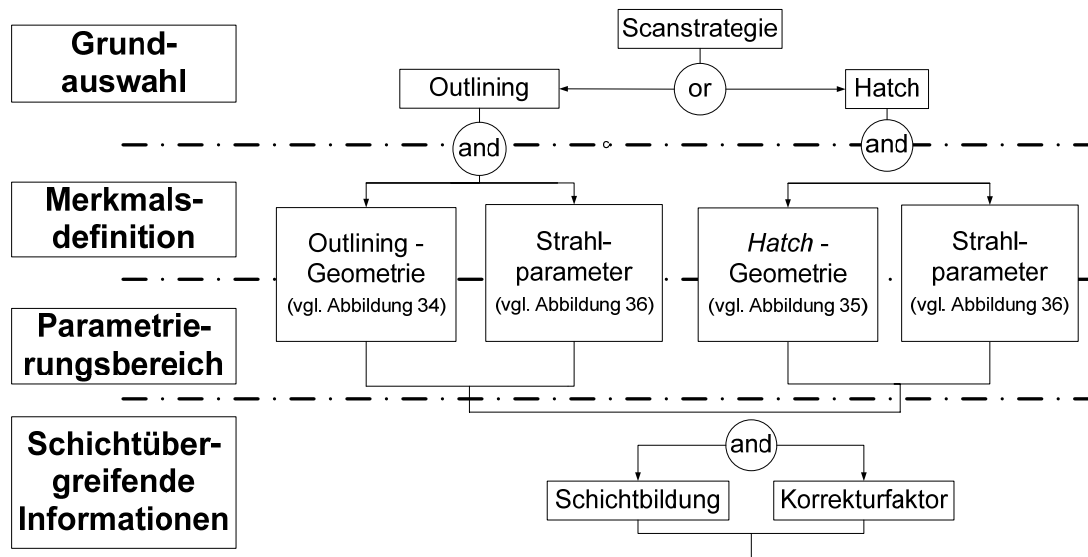 Grund-
auswahl
Scanstrategie
or
Outlining
Hatch
and
and
Merkmals-
definition
Outlining -
Geometrie
(vgl. Abbildung 34)
Strahl-
parameter
(vgl. Abbildung 36)
Hatch -
Geometrie
(vgl. Abbildung 35)
Strahl-
parameter
(vgl. Abbildung 36)
Parametrie-
rungsbereich
Schichtüber-
greifende
Informationen
and
Schichtbildung
Korrekturfaktor